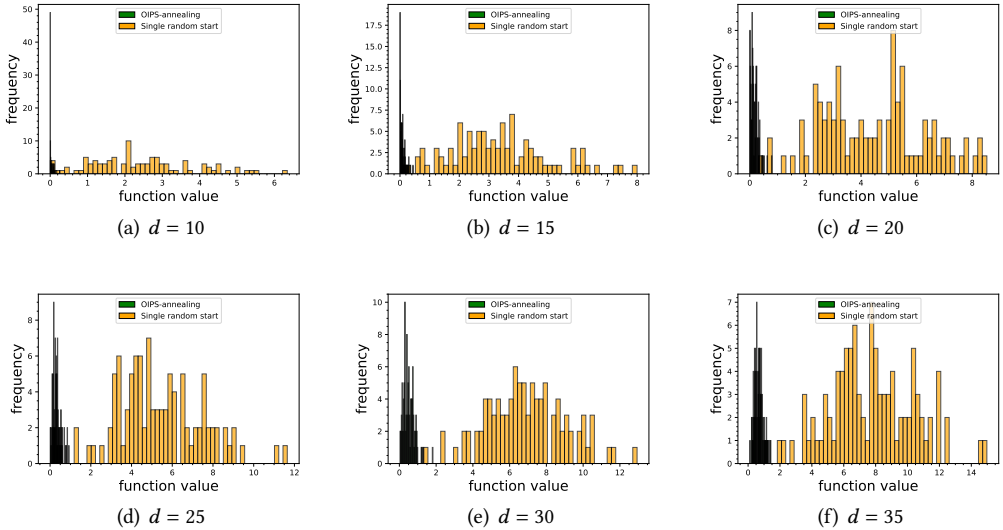 OIPS-annealing
Single random start
frequency
50
40
30
20
10
0
0 1 2 3 4 5 6
function value
(a) d = 10
OIPS-annealing
Single random start
frequency
17.5
15.0
12.5
10.0
7.5
5.0
2.5
0.0
0 1 2 3 4 5 6 7 8
function value
(b) d = 15
OIPS-annealing
Single random start
frequency
8
6
4
2
0
0 2 4 6 8
function value
(c) d = 20
OIPS-annealing
Single random start
frequency
8
6
4
2
0
0 2 4 6 8 10 12
function value
(d) d = 25
OIPS-annealing
Single random start
frequency
10
8
6
4
2
0
0 2 4 6 8 10 12
function value
(e) d = 30
OIPS-annealing
Single random start
frequency
7
6
5
4
3
2
1
0
0 2 4 6 8 10 12 14
function value
(f) d = 35